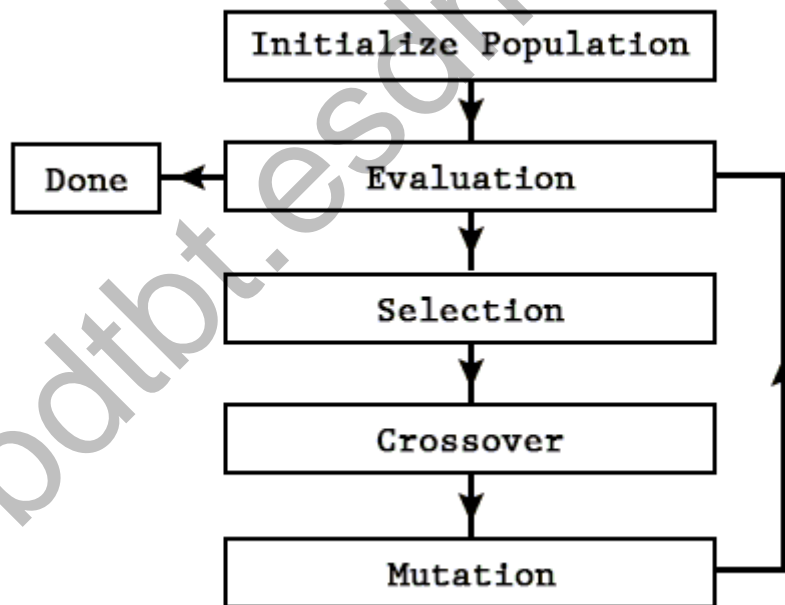 Initialize Population
Done
Evaluation
Selection
Crossover
Mutation